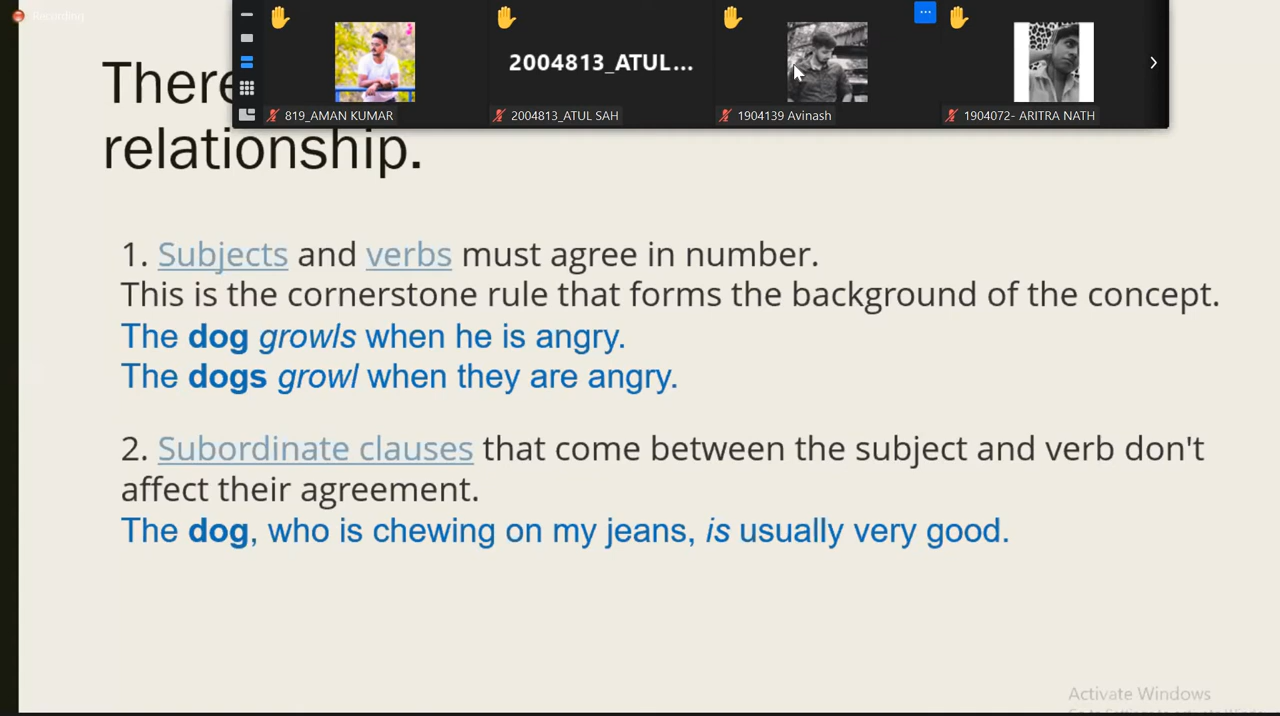 Recording
2004813_ATUL...
819_AMAN KUMAR
2004813_ATUL SAH
1904139 Avinash
1904072- ARITRA NATH
There
relationship.
1. Subjects and verbs must agree in number.
This is the cornerstone rule that forms the background of the concept.
The dog growls when he is angry.
The dogs growl when they are angry.
2. Subordinate clauses that come between the subject and verb don't
affect their agreement.
The dog, who is chewing on my jeans, is usually very good.
Activate Windows